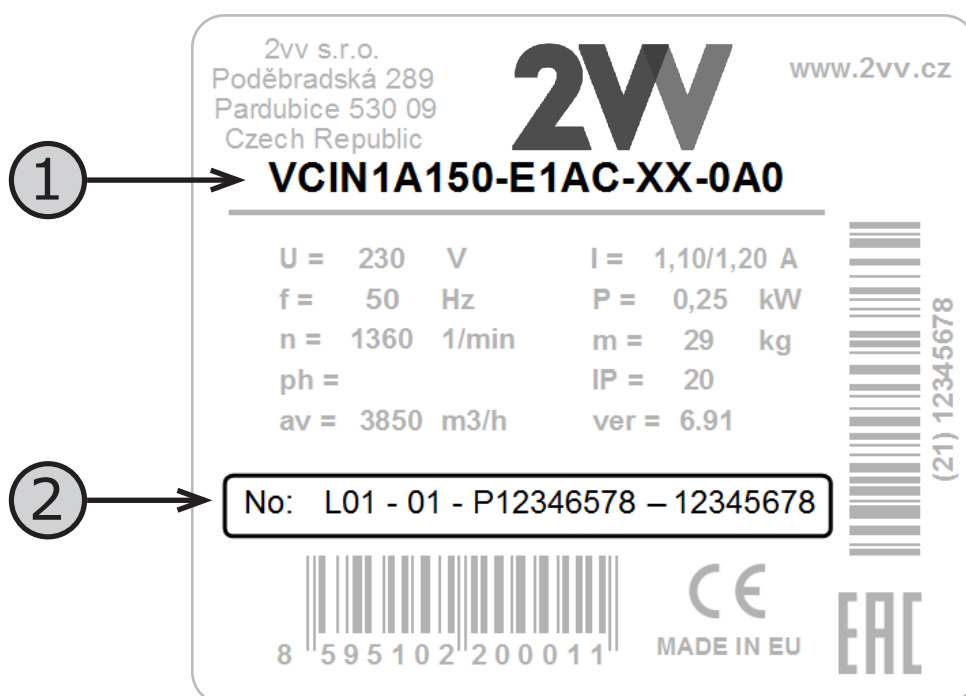 2vv s.r.o.
Poděbradská 289
Pardubice 530 09
Czech Republic
2VV
www.2vv.cz
1
VCIN1A150-E1AC-XX-0A0
U = 230 V I = 1,10/1,20 A
f = 50 Hz P = 0,25 kW
n = 1360 1/min m = 29 kg
ph = IP = 20
av = 3850 m3/h ver = 6.91
(21) 12345678
2
No: L01 - 01 - P12346578 – 12345678
8 595102 200011
CE
MADE IN EU
EAC